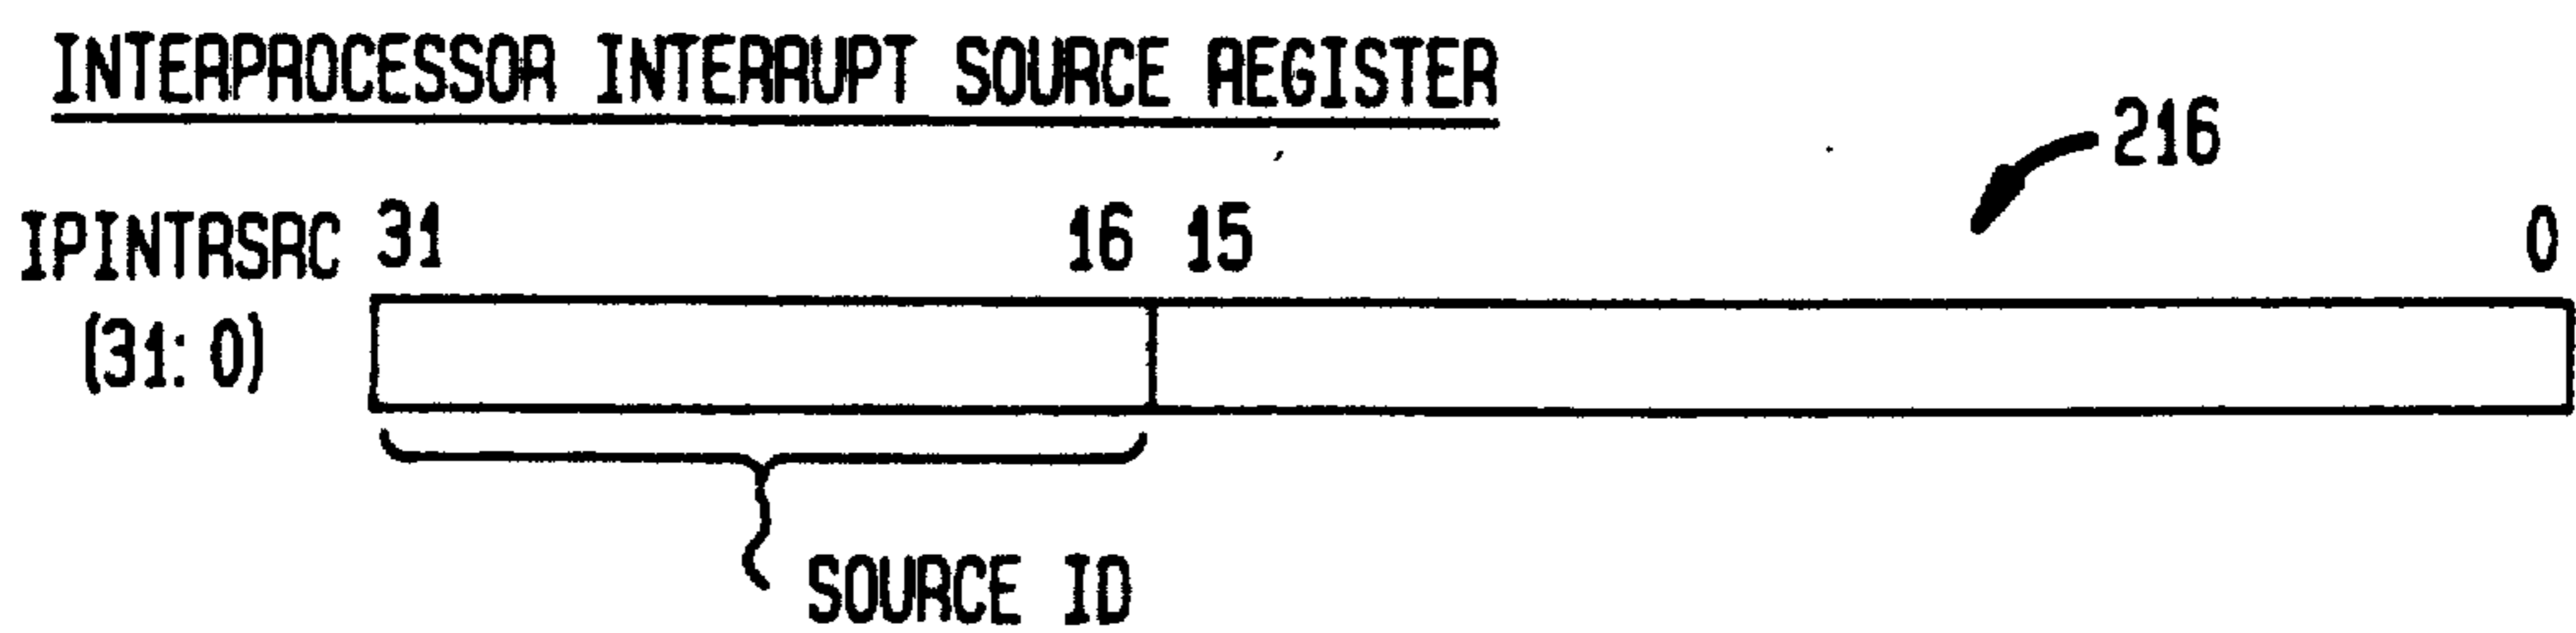 INTERPROCESSOR INTERRUPT SOURCE REGISTER
216
IPINTRSRC 31 16 15 0
(31: 0)
SOURCE ID